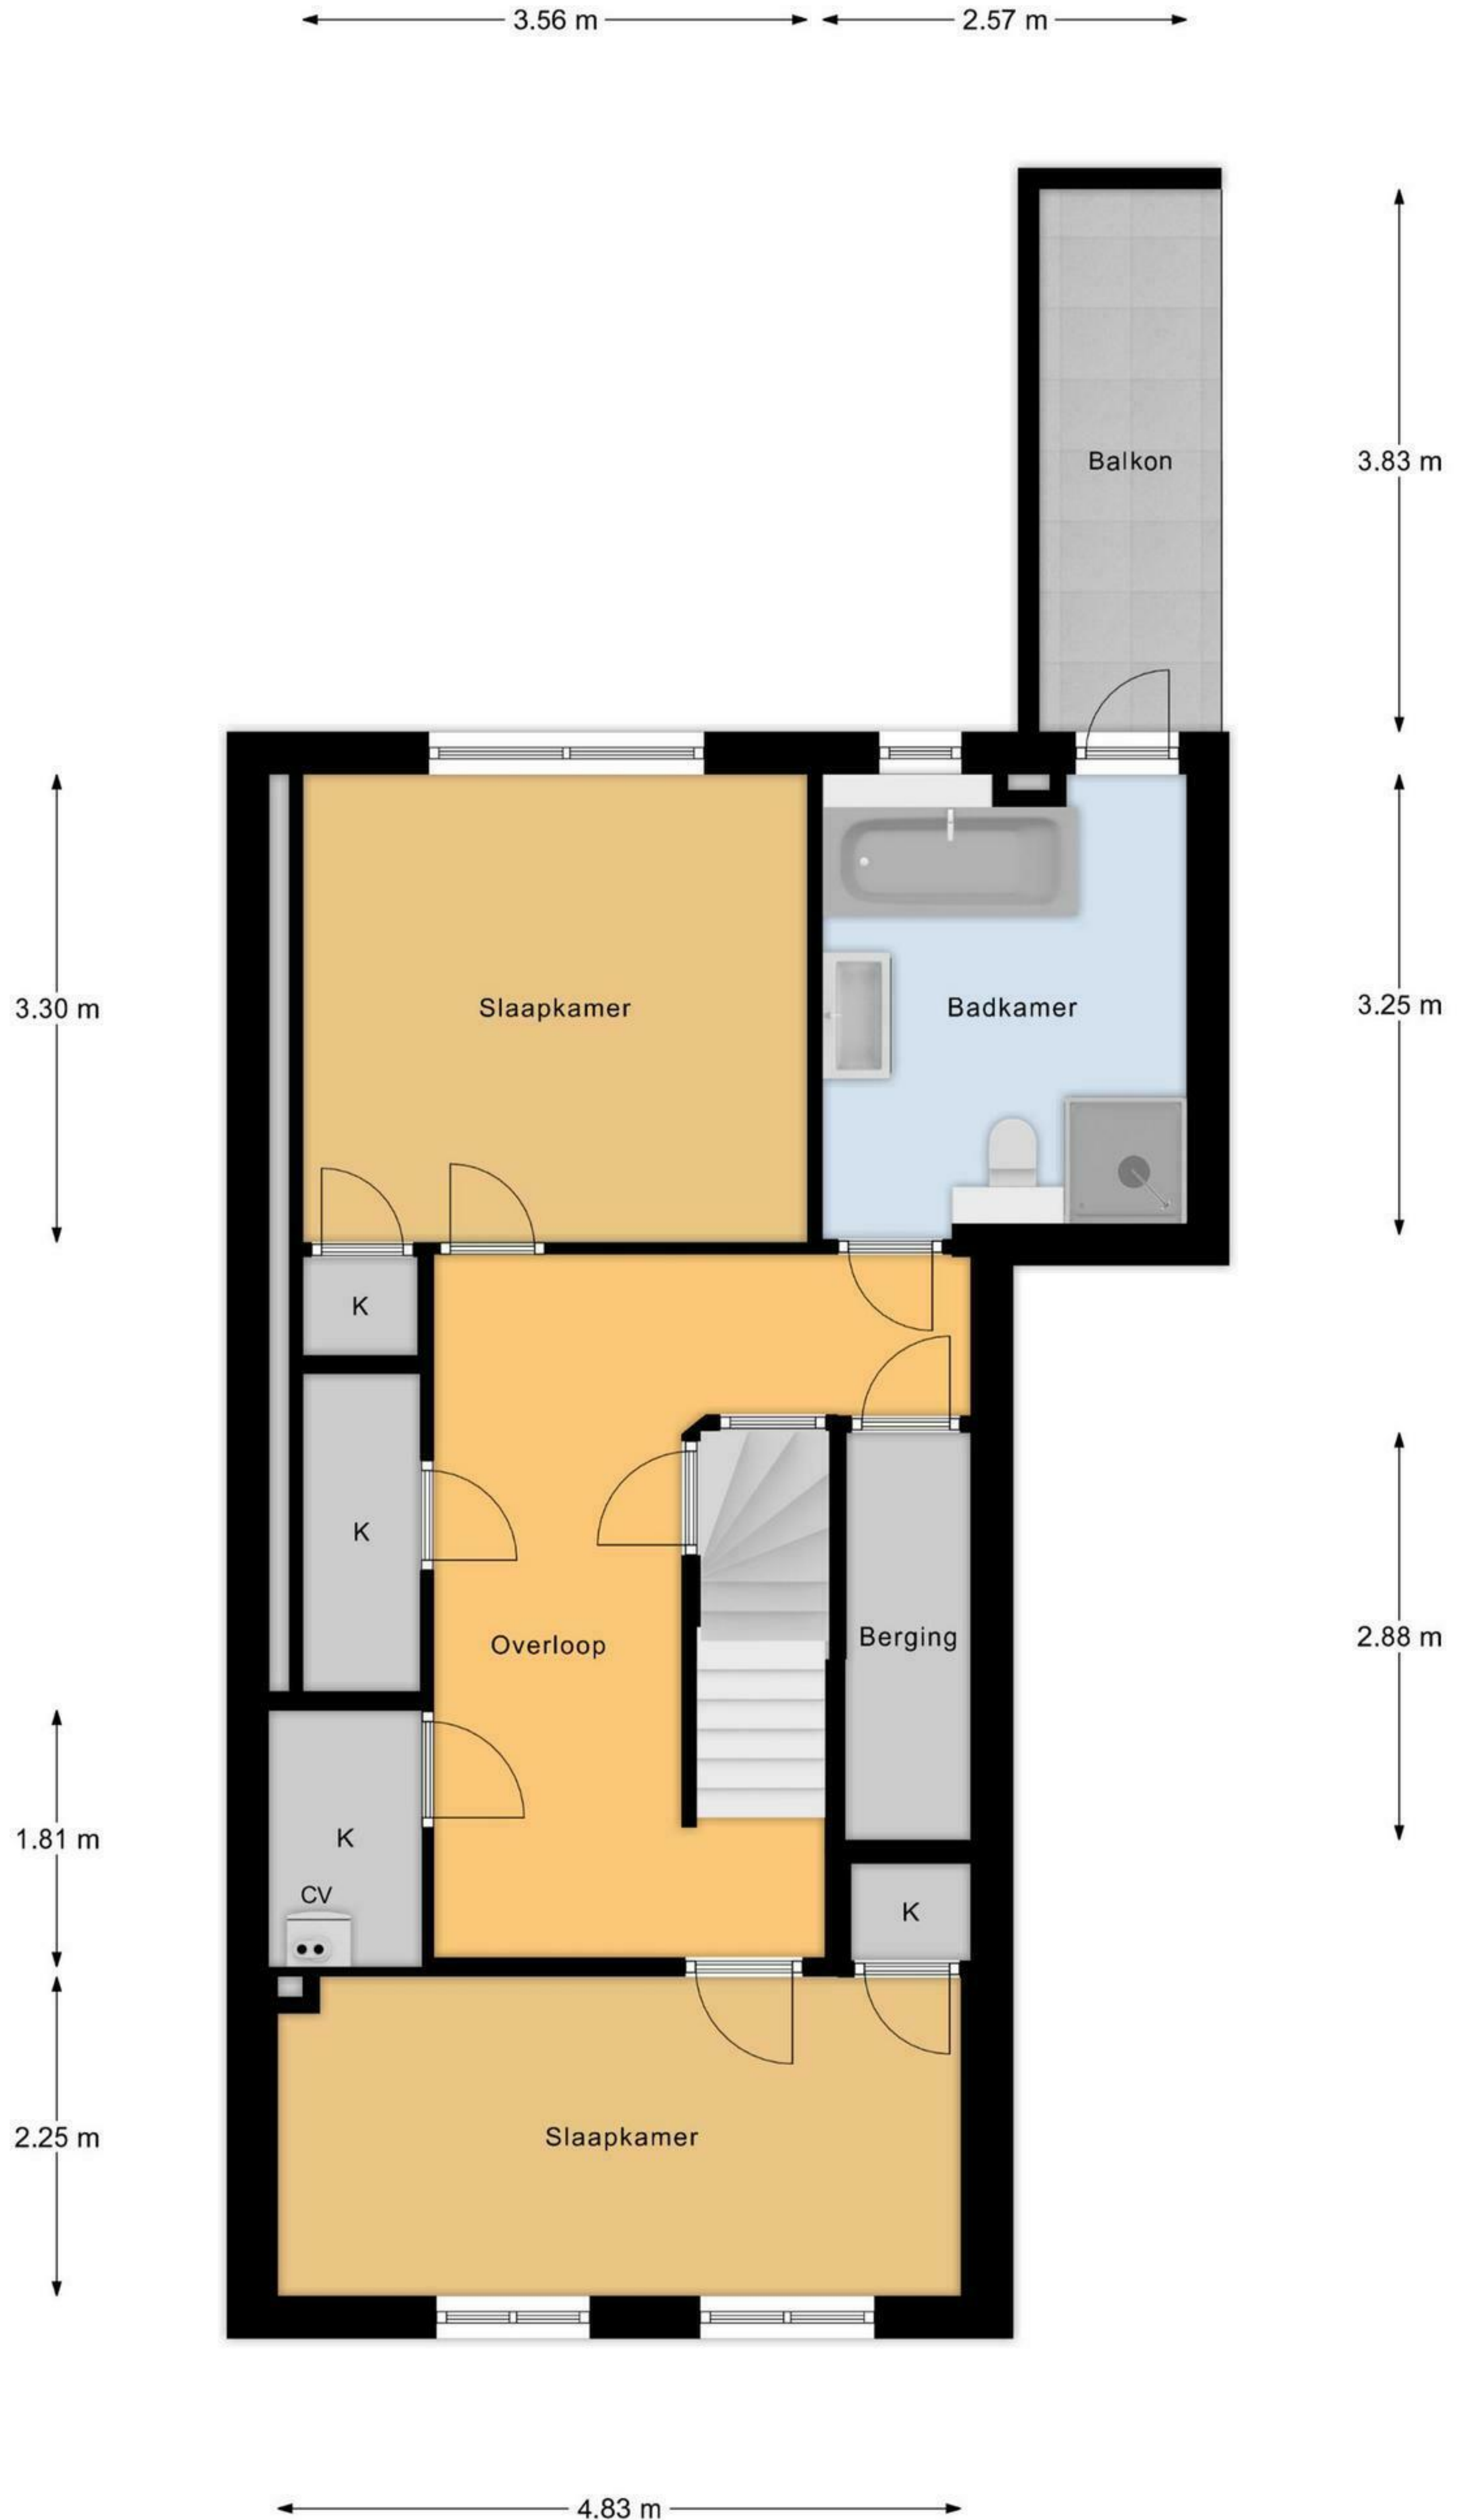 3.56 m
2.57 m
Balkon
3.83 m
3.30 m
Slaapkamer
Badkamer
3.25 m
K
K
Overloop
Berging
2.88 m
1.81 m
K
CV
K
2.25 m
Slaapkamer
4.83 m